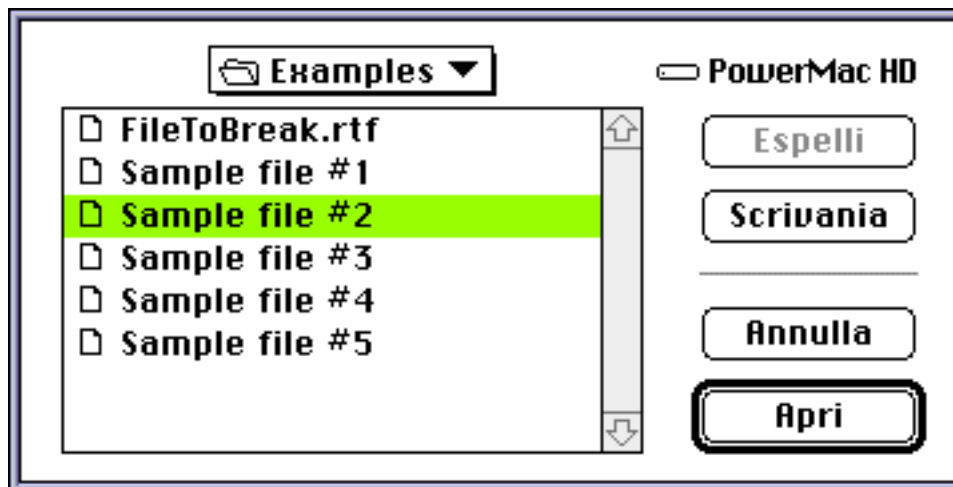 Examples
PowerMac HD
FileToBreak.rtf
Sample file #1
Sample file #2
Sample file #3
Sample file #4
Sample file #5
Espelli
Scrivania
Annulla
Apri